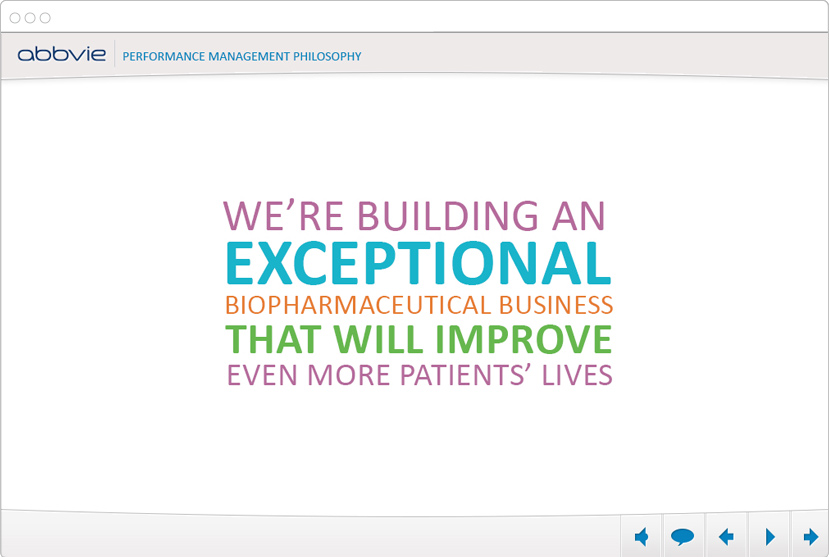 abbvie PERFORMANCE MANAGEMENT PHILOSOPHY
WE’RE BUILDING AN
EXCEPTIONAL
BIOPHARMACEUTICAL BUSINESS
THAT WILL IMPROVE
EVEN MORE PATIENTS’ LIVES